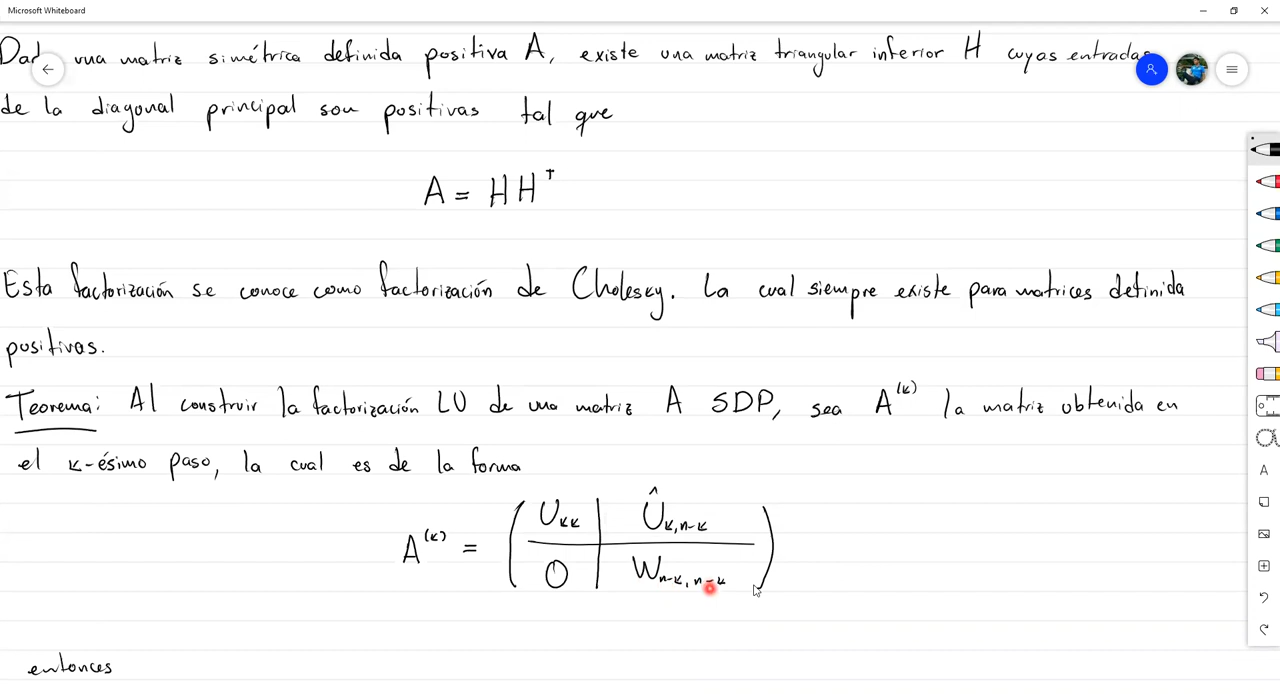 Microsoft Whiteboard
Dad una matriz simétrica definida positiva A, existe una matriz triangular inferior H cuyas entradas
de la diagonal principal son positivas tal que
A = HH^T
Esta factorización se conoce como factorización de Cholesky. La cual siempre existe para matrices definida
positivas.
Teorema: Al construir la factorización LU de una matriz A SDP, sea A^(k) la matriz obtenida en
el k-ésimo paso, la cual es de la forma
A^(k) = ( U_kk | Û_k,n-k
0 | W_n-k,n-k )
entonces
A